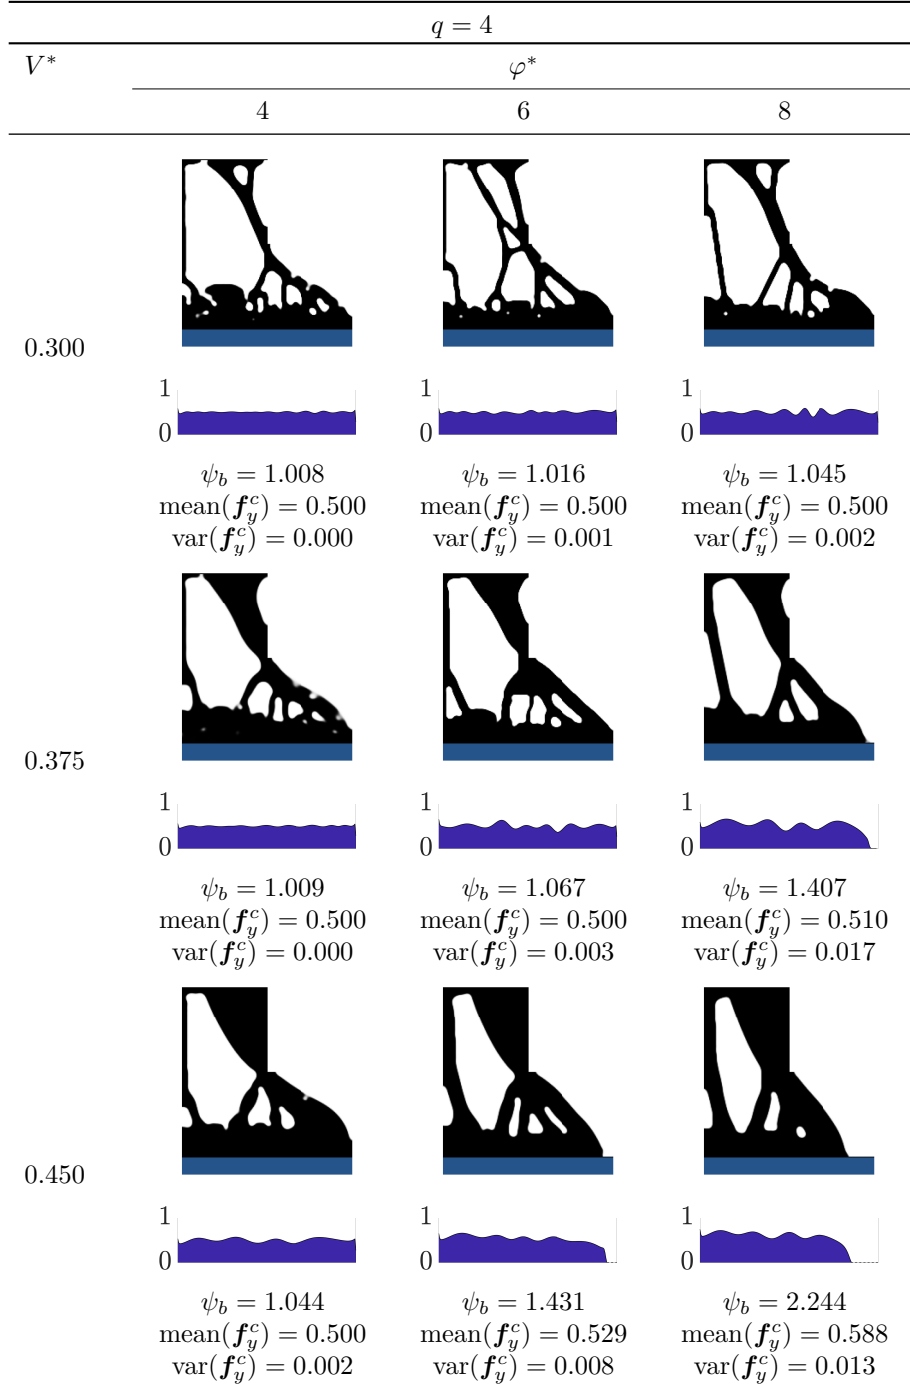 q = 4
V* φ*
4 6 8
0.300
1 1 1
0 0 0
ψ_b = 1.008 ψ_b = 1.016 ψ_b = 1.045
mean(f_y^c) = 0.500 mean(f_y^c) = 0.500 mean(f_y^c) = 0.500
var(f_y^c) = 0.000 var(f_y^c) = 0.001 var(f_y^c) = 0.002
0.375
1 1 1
0 0 0
ψ_b = 1.009 ψ_b = 1.067 ψ_b = 1.407
mean(f_y^c) = 0.500 mean(f_y^c) = 0.500 mean(f_y^c) = 0.510
var(f_y^c) = 0.000 var(f_y^c) = 0.003 var(f_y^c) = 0.017
0.450
1 1 1
0 0 0
ψ_b = 1.044 ψ_b = 1.431 ψ_b = 2.244
mean(f_y^c) = 0.500 mean(f_y^c) = 0.529 mean(f_y^c) = 0.588
var(f_y^c) = 0.002 var(f_y^c) = 0.008 var(f_y^c) = 0.013